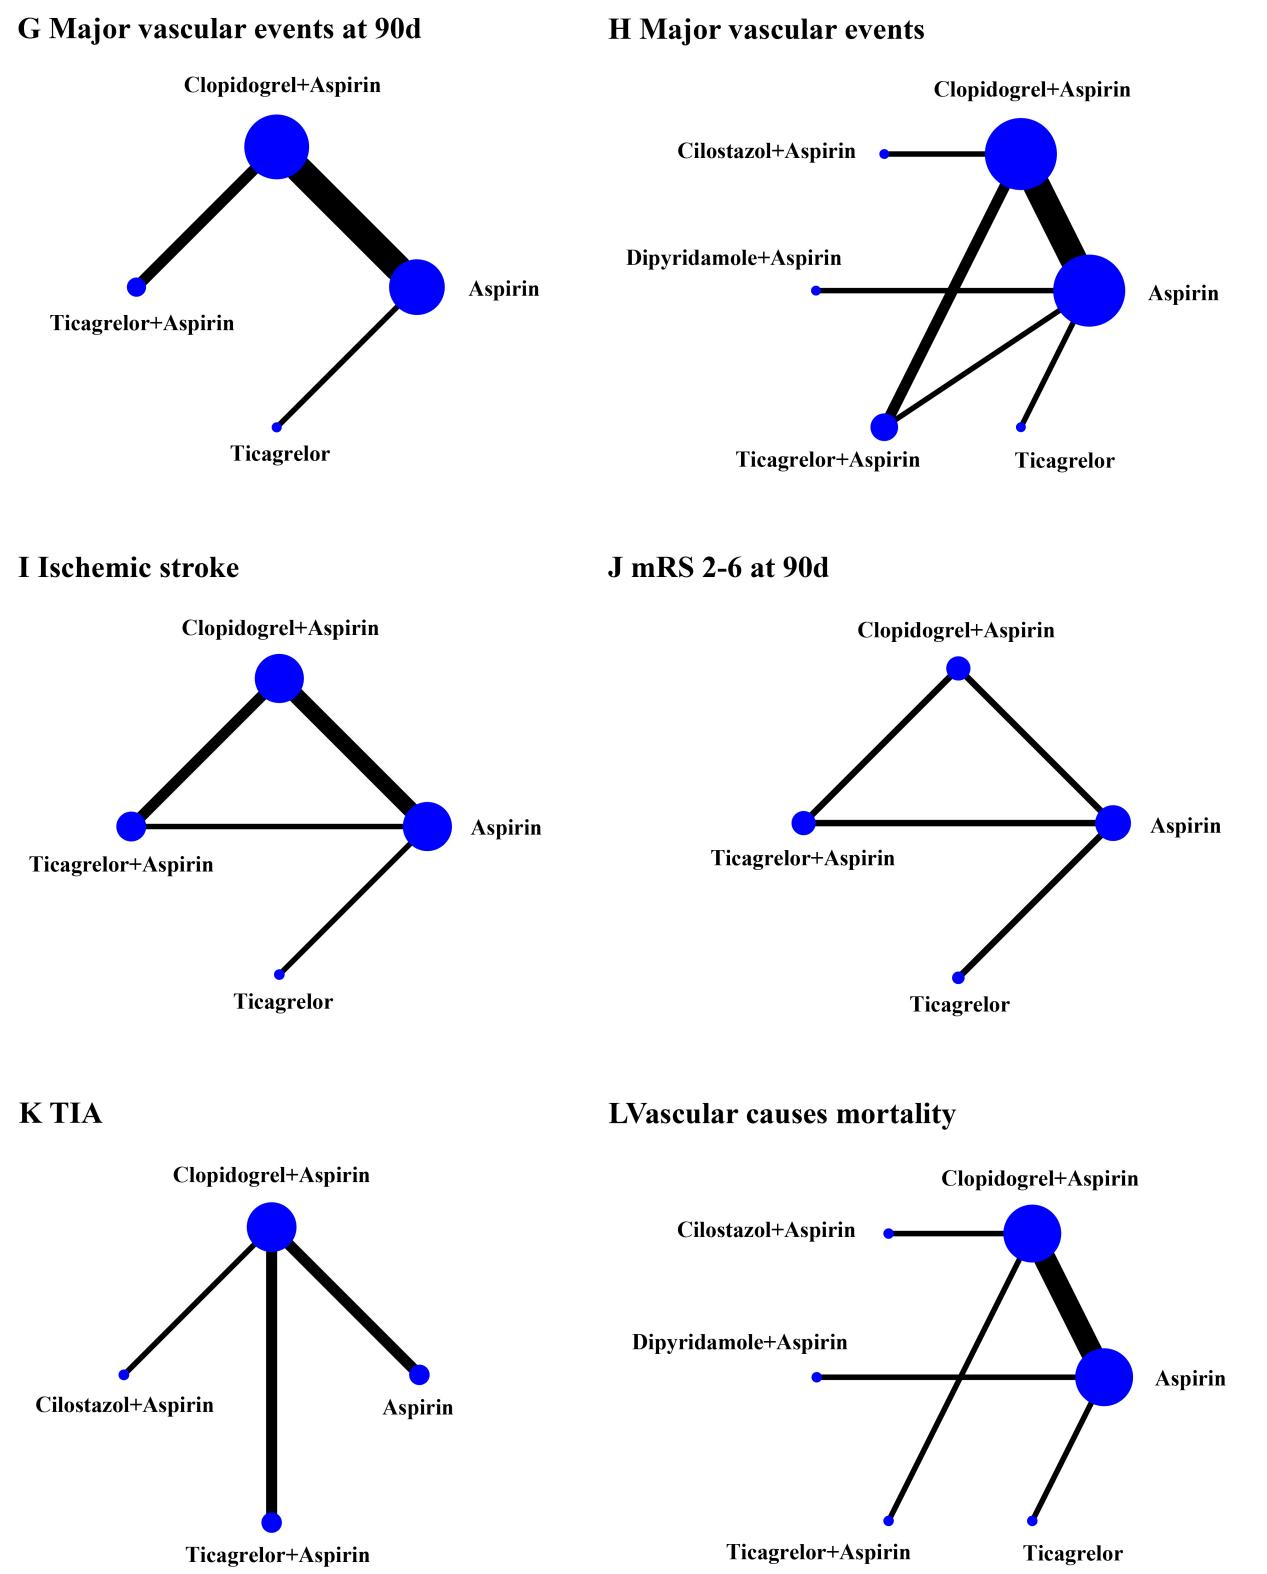 G Major vascular events at 90d
Clopidogrel+Aspirin
Aspirin
Ticagrelor+Aspirin
Ticagrelor
H Major vascular events
Clopidogrel+Aspirin
Cilostazol+Aspirin
Dipyridamole+Aspirin
Aspirin
Ticagrelor+Aspirin
Ticagrelor
I Ischemic stroke
Clopidogrel+Aspirin
Aspirin
Ticagrelor+Aspirin
Ticagrelor
J mRS 2-6 at 90d
Clopidogrel+Aspirin
Aspirin
Ticagrelor+Aspirin
Ticagrelor
K TIA
Clopidogrel+Aspirin
Cilostazol+Aspirin
Aspirin
Ticagrelor+Aspirin
LVascular causes mortality
Clopidogrel+Aspirin
Cilostazol+Aspirin
Dipyridamole+Aspirin
Aspirin
Ticagrelor+Aspirin
Ticagrelor